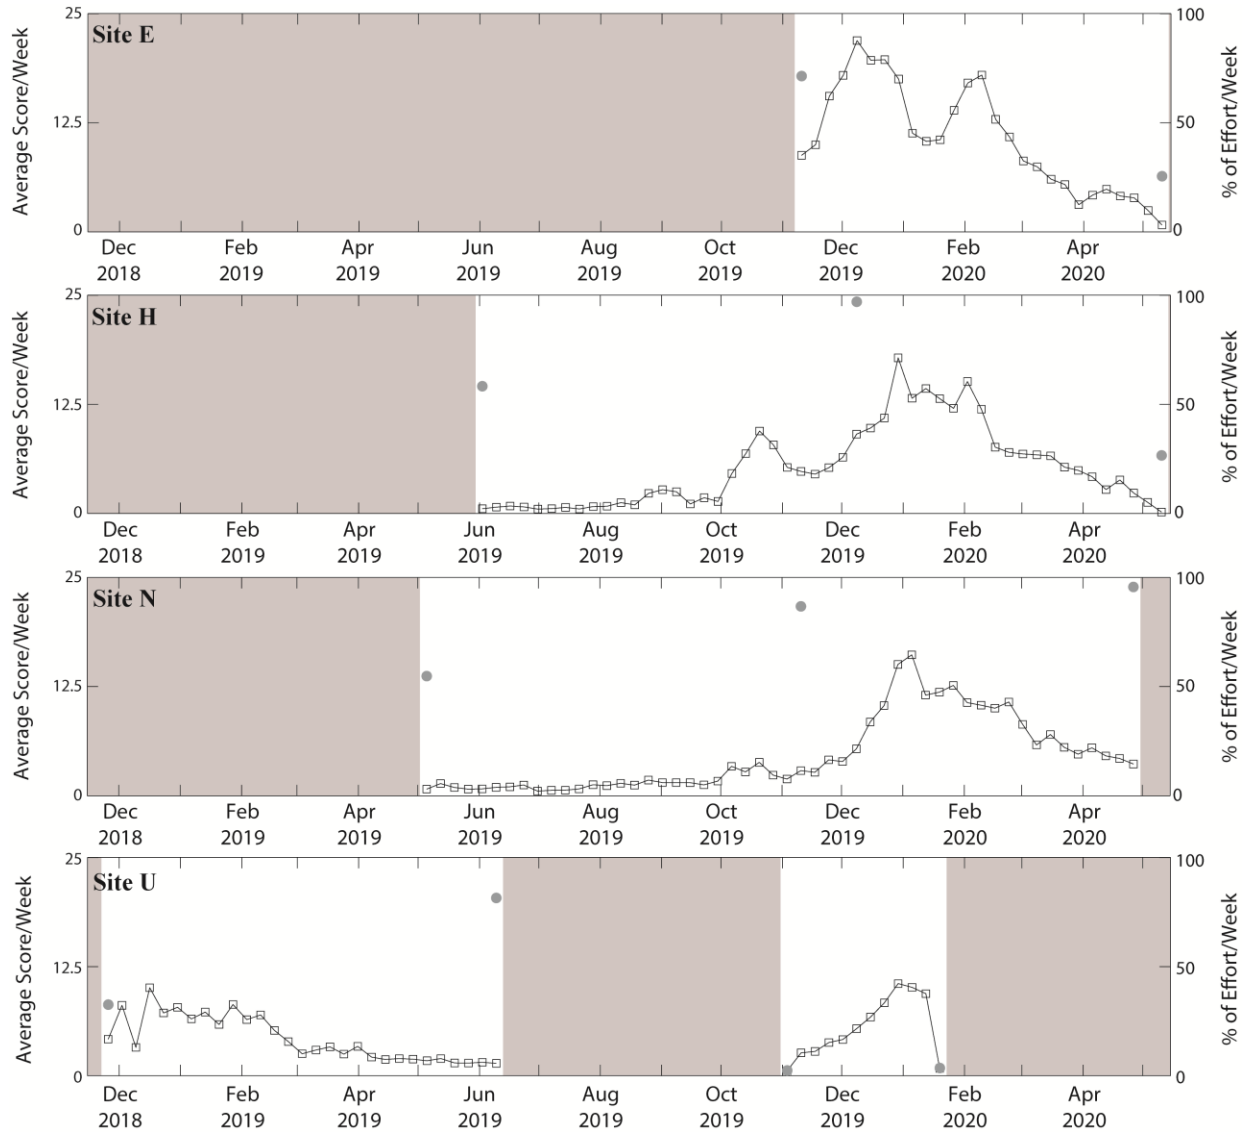 25
Site E
100
Average Score/Week
12.5
50
% of Effort/Week
0
0
Dec Feb Apr Jun Aug Oct Dec Feb Apr
2018 2019 2019 2019 2019 2019 2019 2020 2020
25
Site H
100
Average Score/Week
12.5
50
% of Effort/Week
0
0
Dec Feb Apr Jun Aug Oct Dec Feb Apr
2018 2019 2019 2019 2019 2019 2019 2020 2020
25
Site N
100
Average Score/Week
12.5
50
% of Effort/Week
0
0
Dec Feb Apr Jun Aug Oct Dec Feb Apr
2018 2019 2019 2019 2019 2019 2019 2020 2020
25
Site U
100
Average Score/Week
12.5
50
% of Effort/Week
0
0
Dec Feb Apr Jun Aug Oct Dec Feb Apr
2018 2019 2019 2019 2019 2019 2019 2020 2020